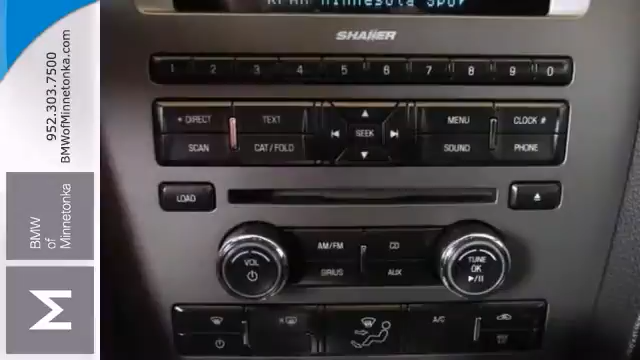 SHAKER
1 2 3 4 5 6 7 8 9 0
* DIRECT TEXT MENU CLOCK #
SEEK
SCAN CAT/FOLD SOUND PHONE
LOAD
AM/FM CD
VOL TUNE
OK
SIRIUS AUX
A/C
952.303.7500
BMWofMinnetonka.com
BMW
of
Minnetonka
M